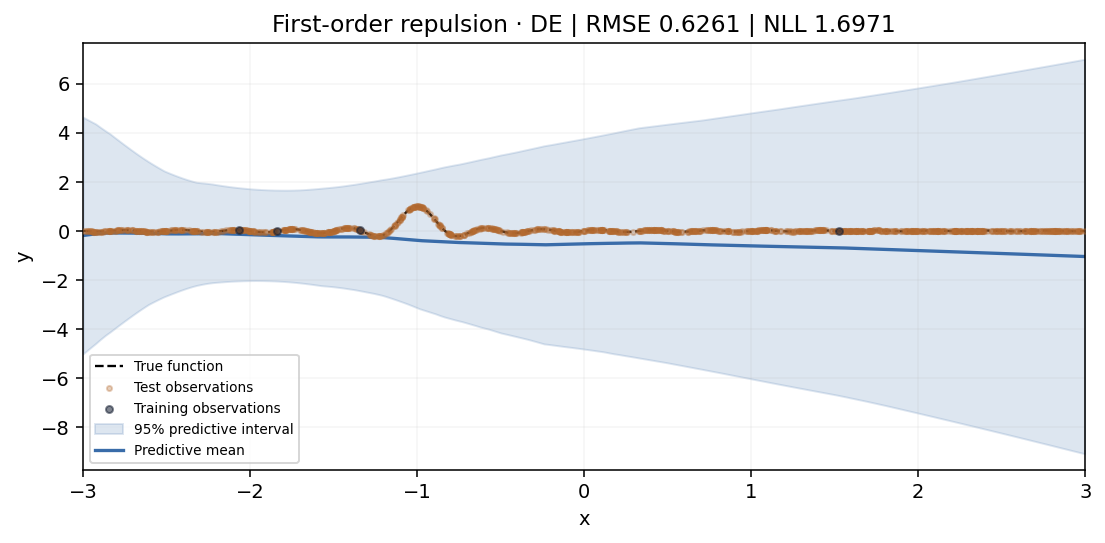 First-order repulsion · DE | RMSE 0.6261 | NLL 1.6971
y
6
4
2
0
−2
−4
−6
−8
True function
Test observations
Training observations
95% predictive interval
Predictive mean
−3 −2 −1 0 1 2 3
x